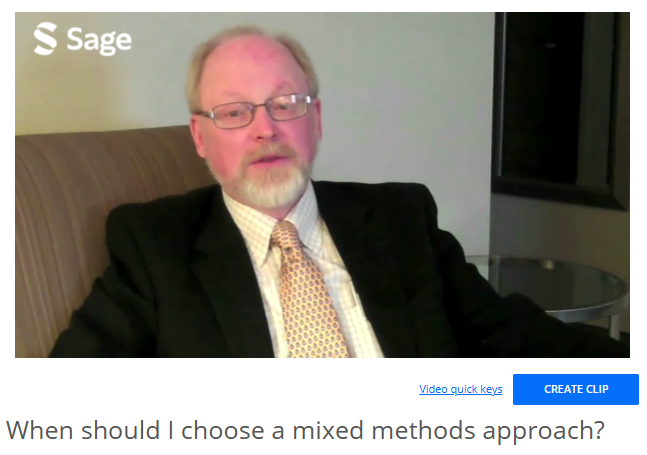 Sage
Video quick keys
CREATE CLIP
When should I choose a mixed methods approach?